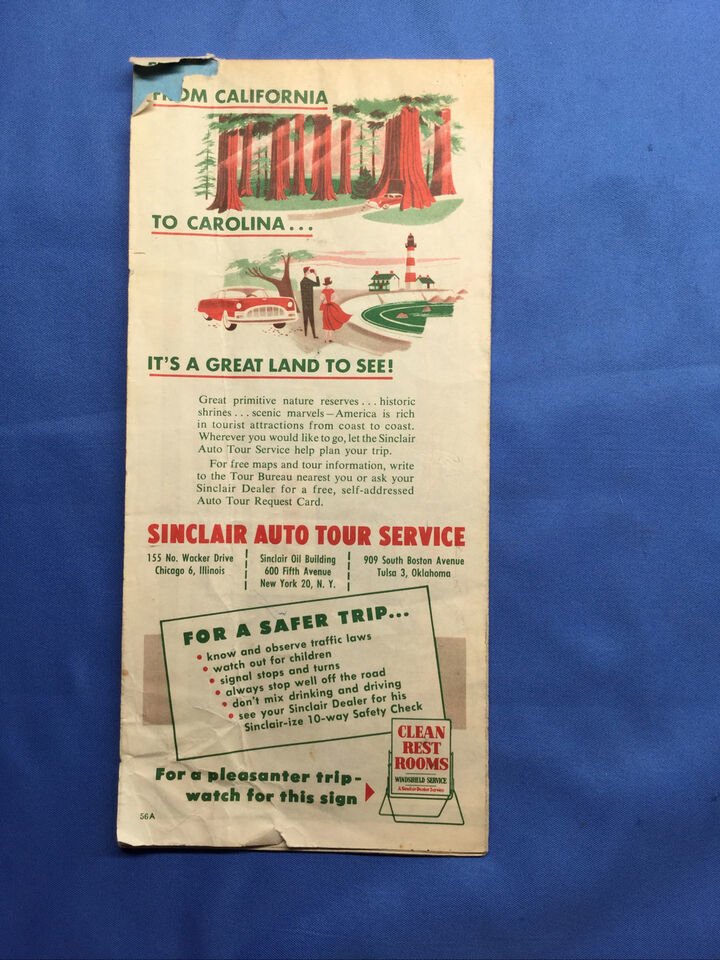 FROM CALIFORNIA
TO CAROLINA...
IT'S A GREAT LAND TO SEE!
Great primitive nature reserves ... historic
shrines ... scenic marvels — America is rich
in tourist attractions from coast to coast.
Wherever you would like to go, let the Sinclair
Auto Tour Service help plan your trip.
For free maps and tour information, write
to the Tour Bureau nearest you or ask your
Sinclair Dealer for a free, self-addressed
Auto Tour Request Card.
SINCLAIR AUTO TOUR SERVICE
155 No. Wacker Drive
Chicago 6, Illinois
Sinclair Oil Building
600 Fifth Avenue
New York 20, N. Y.
909 South Boston Avenue
Tulsa 3, Oklahoma
FOR A SAFER TRIP...
• know and observe traffic laws
• watch out for children
• signal stops and turns
• always stop well off the road
• don't mix drinking and driving
• see your Sinclair Dealer for his
Sinclair-ize 10-way Safety Check
CLEAN
REST
ROOMS
WINDSHIELD SERVICE
A Sinclair Dealer Service
For a pleasanter trip-
watch for this sign
56A